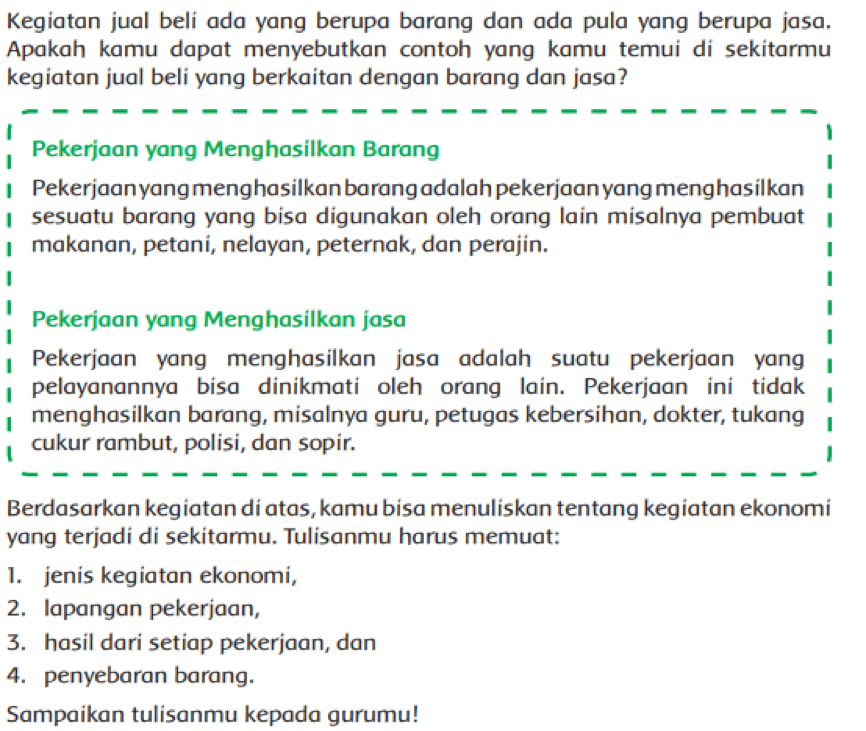 Kegiatan jual beli ada yang berupa barang dan ada pula yang berupa jasa.
Apakah kamu dapat menyebutkan contoh yang kamu temui di sekitarmu
kegiatan jual beli yang berkaitan dengan barang dan jasa?
Pekerjaan yang Menghasilkan Barang
Pekerjaan yang menghasilkan barang adalah pekerjaan yang menghasilkan
sesuatu barang yang bisa digunakan oleh orang lain misalnya pembuat
makanan, petani, nelayan, peternak, dan perajin.
Pekerjaan yang Menghasilkan jasa
Pekerjaan yang menghasilkan jasa adalah suatu pekerjaan yang
pelayanannya bisa dinikmati oleh orang lain. Pekerjaan ini tidak
menghasilkan barang, misalnya guru, petugas kebersihan, dokter, tukang
cukur rambut, polisi, dan sopir.
Berdasarkan kegiatan di atas, kamu bisa menuliskan tentang kegiatan ekonomi
yang terjadi di sekitarmu. Tulisanmu harus memuat:
1. jenis kegiatan ekonomi,
2. lapangan pekerjaan,
3. hasil dari setiap pekerjaan, dan
4. penyebaran barang.
Sampaikan tulisanmu kepada gurumu!